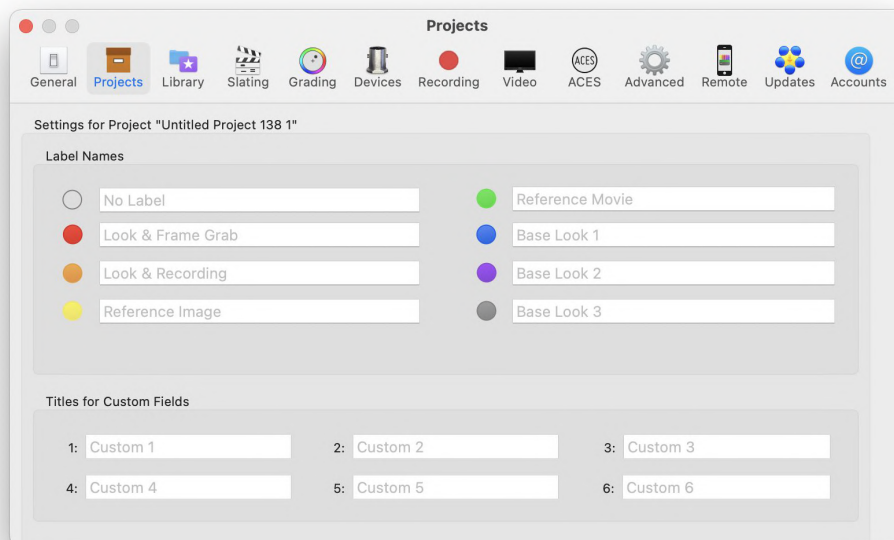 Projects
General Projects Library Slating Grading Devices Recording Video ACES ACES Advanced Remote Updates @ Accounts
Settings for Project "Untitled Project 138 1"
Label Names
No Label Reference Movie
Look & Frame Grab Base Look 1
Look & Recording Base Look 2
Reference Image Base Look 3
Titles for Custom Fields
1: Custom 1 2: Custom 2 3: Custom 3
4: Custom 4 5: Custom 5 6: Custom 6